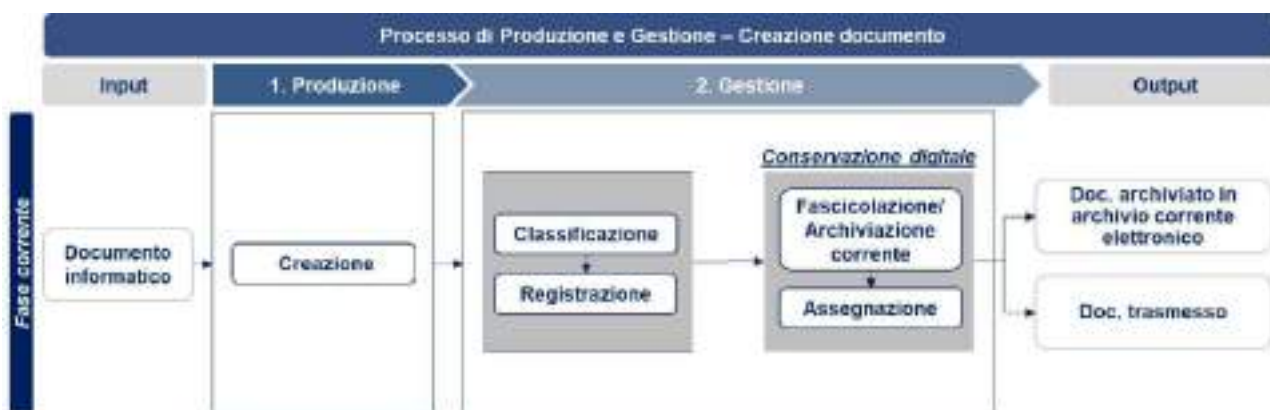 Processo di Produzione e Gestione – Creazione documento
Input
1. Produzione
2. Gestione
Output
Fase corrente
Documento
informatico
Creazione
Classificazione
Registrazione
Conservazione digitale
Fascicolazione/
Archiviazione
corrente
Assegnazione
Doc. archiviato in
archivio corrente
elettronico
Doc. trasmesso